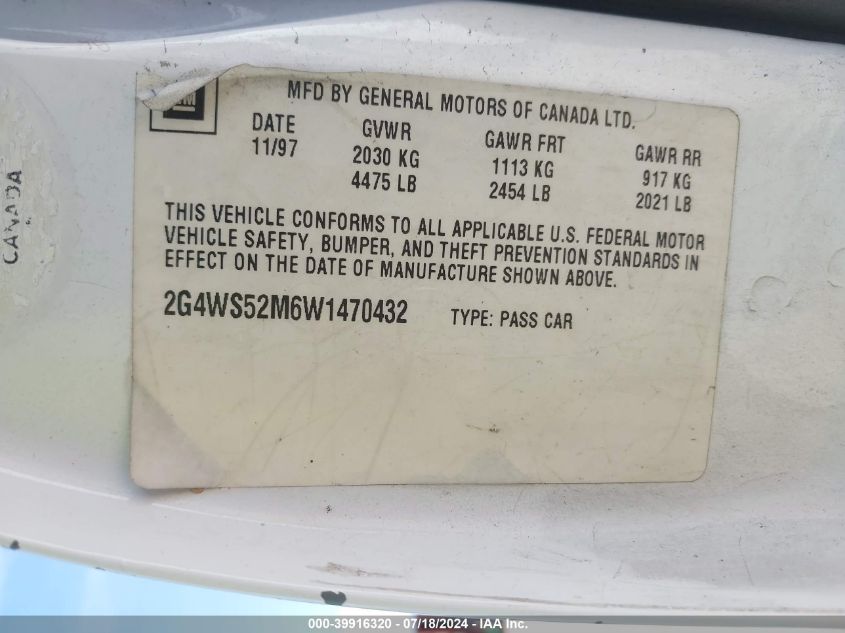 MFD BY GENERAL MOTORS OF CANADA LTD.
GM
DATE GVWR GAWR FRT GAWR RR
11/97 2030 KG 1113 KG 917 KG
4475 LB 2454 LB 2021 LB
THIS VEHICLE CONFORMS TO ALL APPLICABLE U.S. FEDERAL MOTOR
VEHICLE SAFETY, BUMPER, AND THEFT PREVENTION STANDARDS IN
EFFECT ON THE DATE OF MANUFACTURE SHOWN ABOVE.
2G4WS52M6W1470432 TYPE: PASS CAR
CANADA
000-39916320 - 07/18/2024 - IAA Inc.